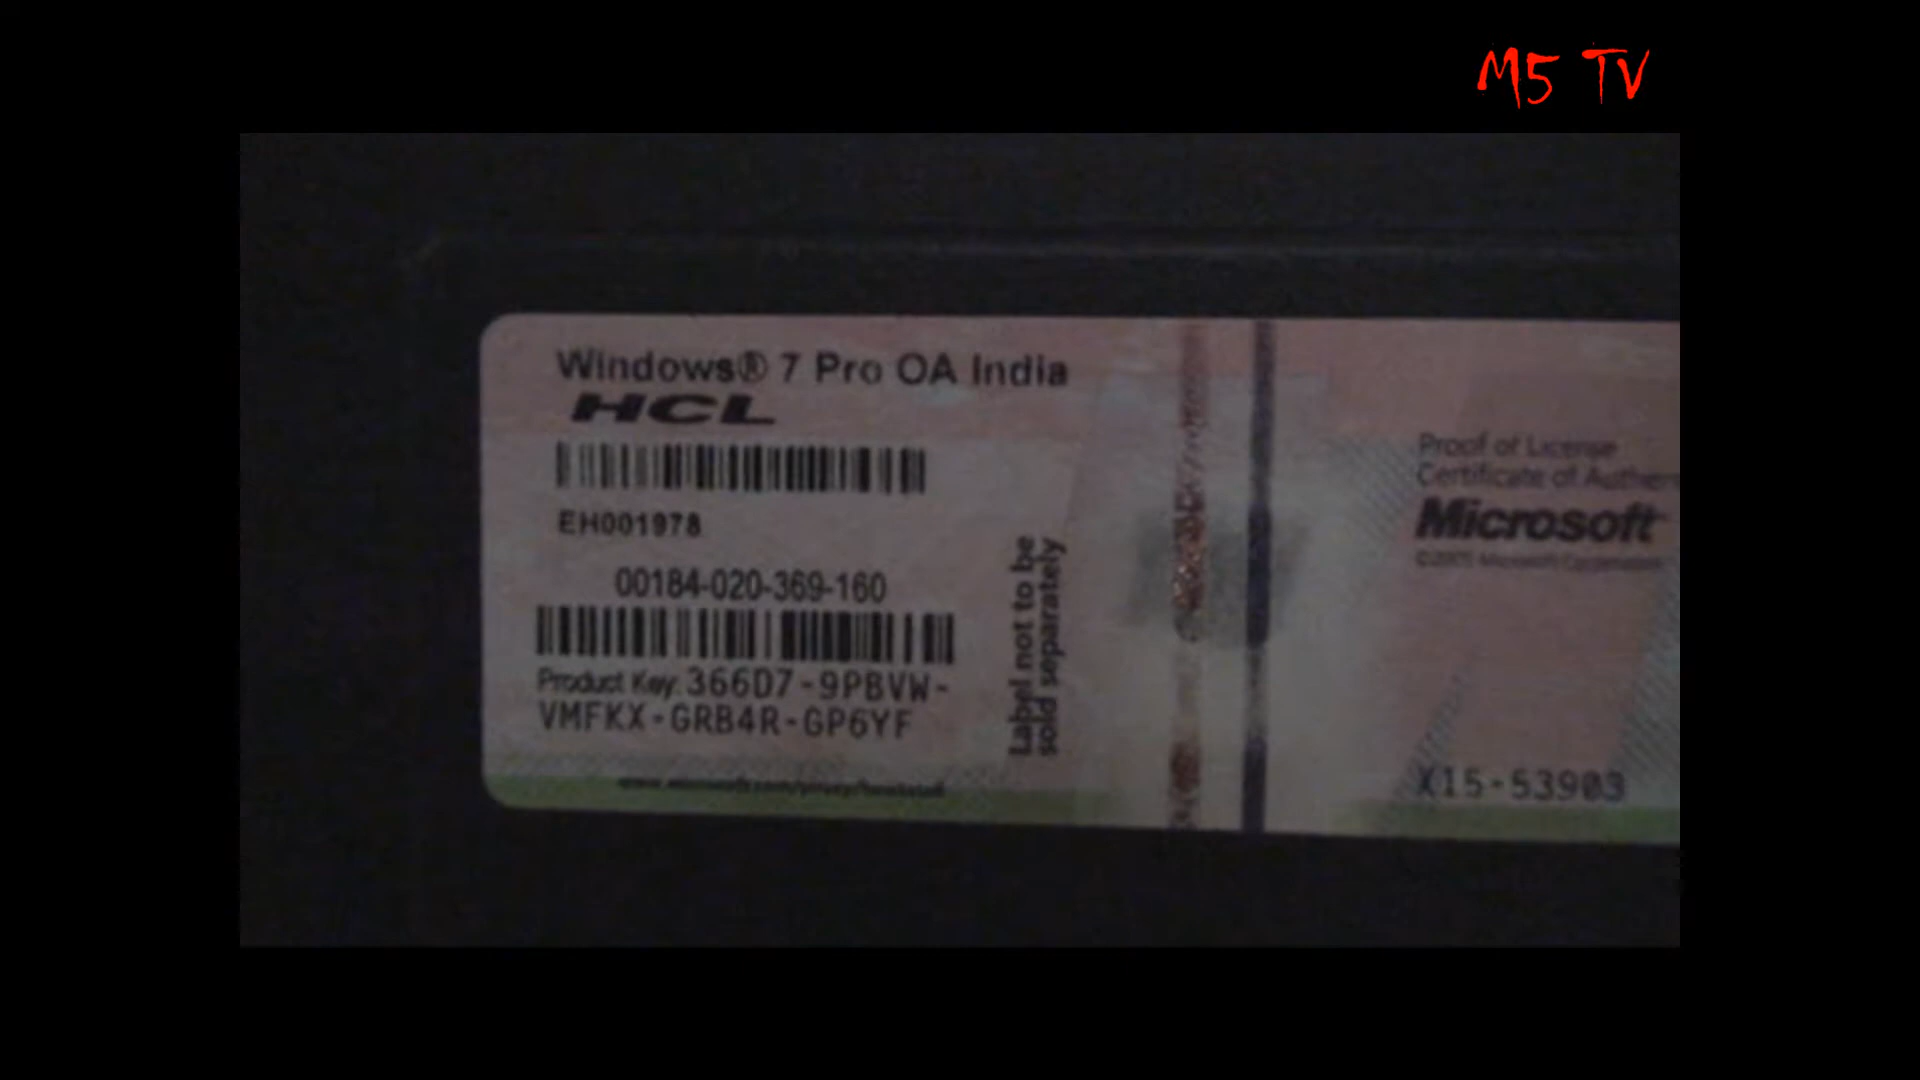 M5 TV
Windows® 7 Pro OA India
HCL
EH001978
00184-020-369-160
Product Key: 366D7-9PBVW-
VMFKX-GRB4R-GP6YF
Label not to be
sold separately
Proof of License
Certificate of Authen
Microsoft
X15-53903